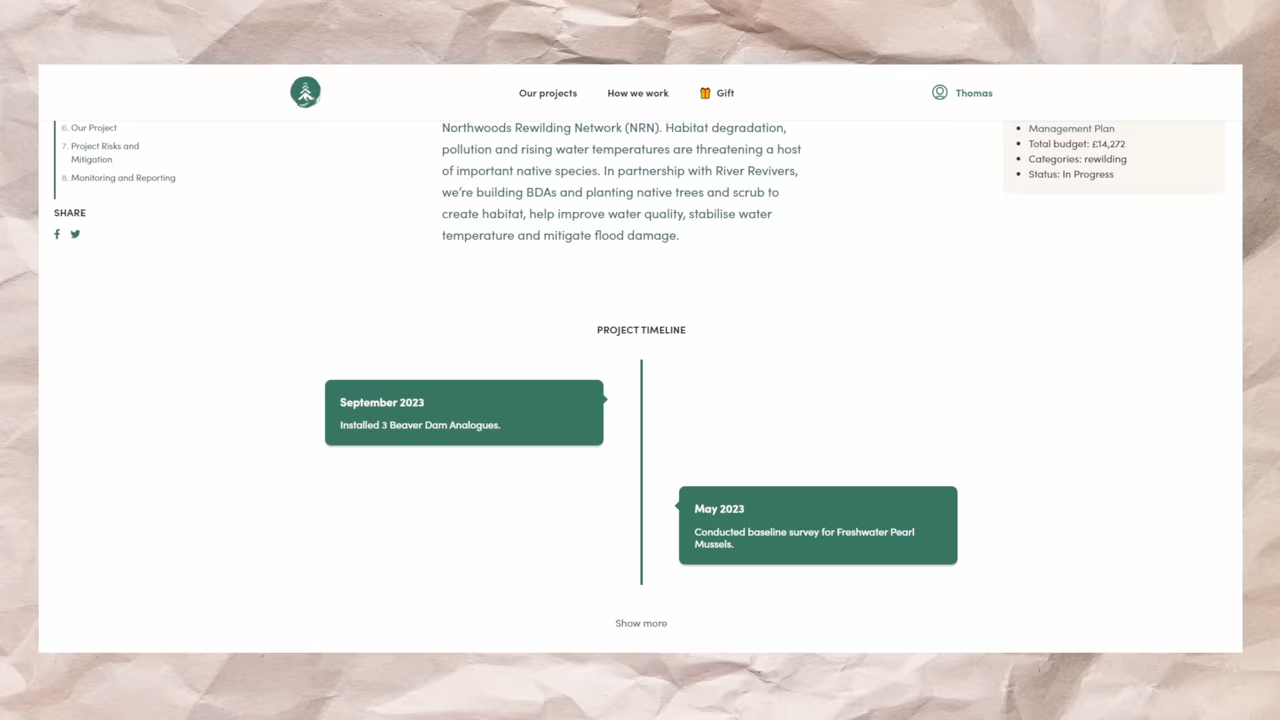 Our projects
How we work
Gift
Thomas
6. Our Project
7. Project Risks and
Mitigation
8. Monitoring and Reporting
SHARE
Northwoods Rewilding Network (NRN). Habitat degradation,
pollution and rising water temperatures are threatening a host
of important native species. In partnership with River Revivers,
we're building BDAs and planting native trees and scrub to
create habitat, help improve water quality, stabilise water
temperature and mitigate flood damage.
Management Plan
Total budget: £14,272
Categories: rewilding
Status: In Progress
PROJECT TIMELINE
September 2023
Installed 3 Beaver Dam Analogues.
May 2023
Conducted baseline survey for Freshwater Pearl
Mussels.
Show more